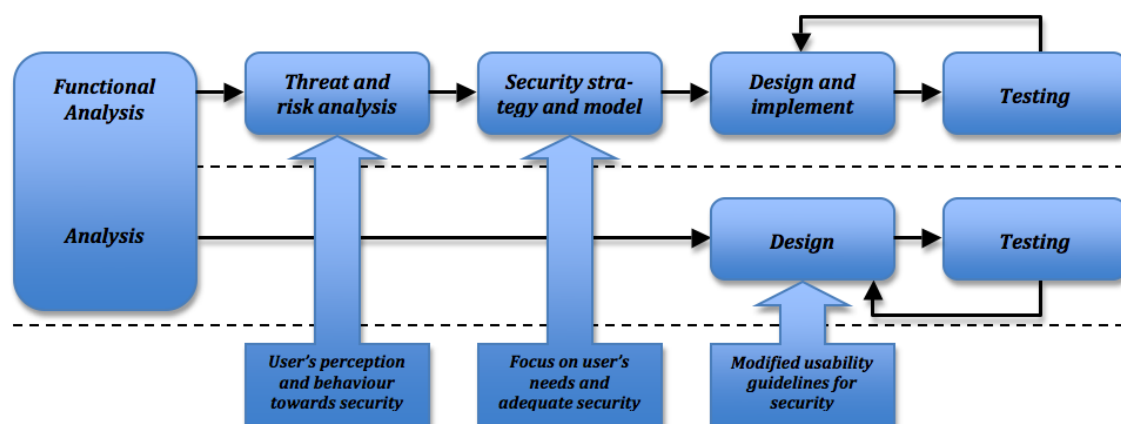 Functional
Analysis
Threat and
risk analysis
Security stra-
tegy and model
Design and
implement
Testing
Analysis
Design
Testing
User's perception
and behaviour
towards security
Focus on user's
needs and
adequate security
Modified usability
guidelines for
security